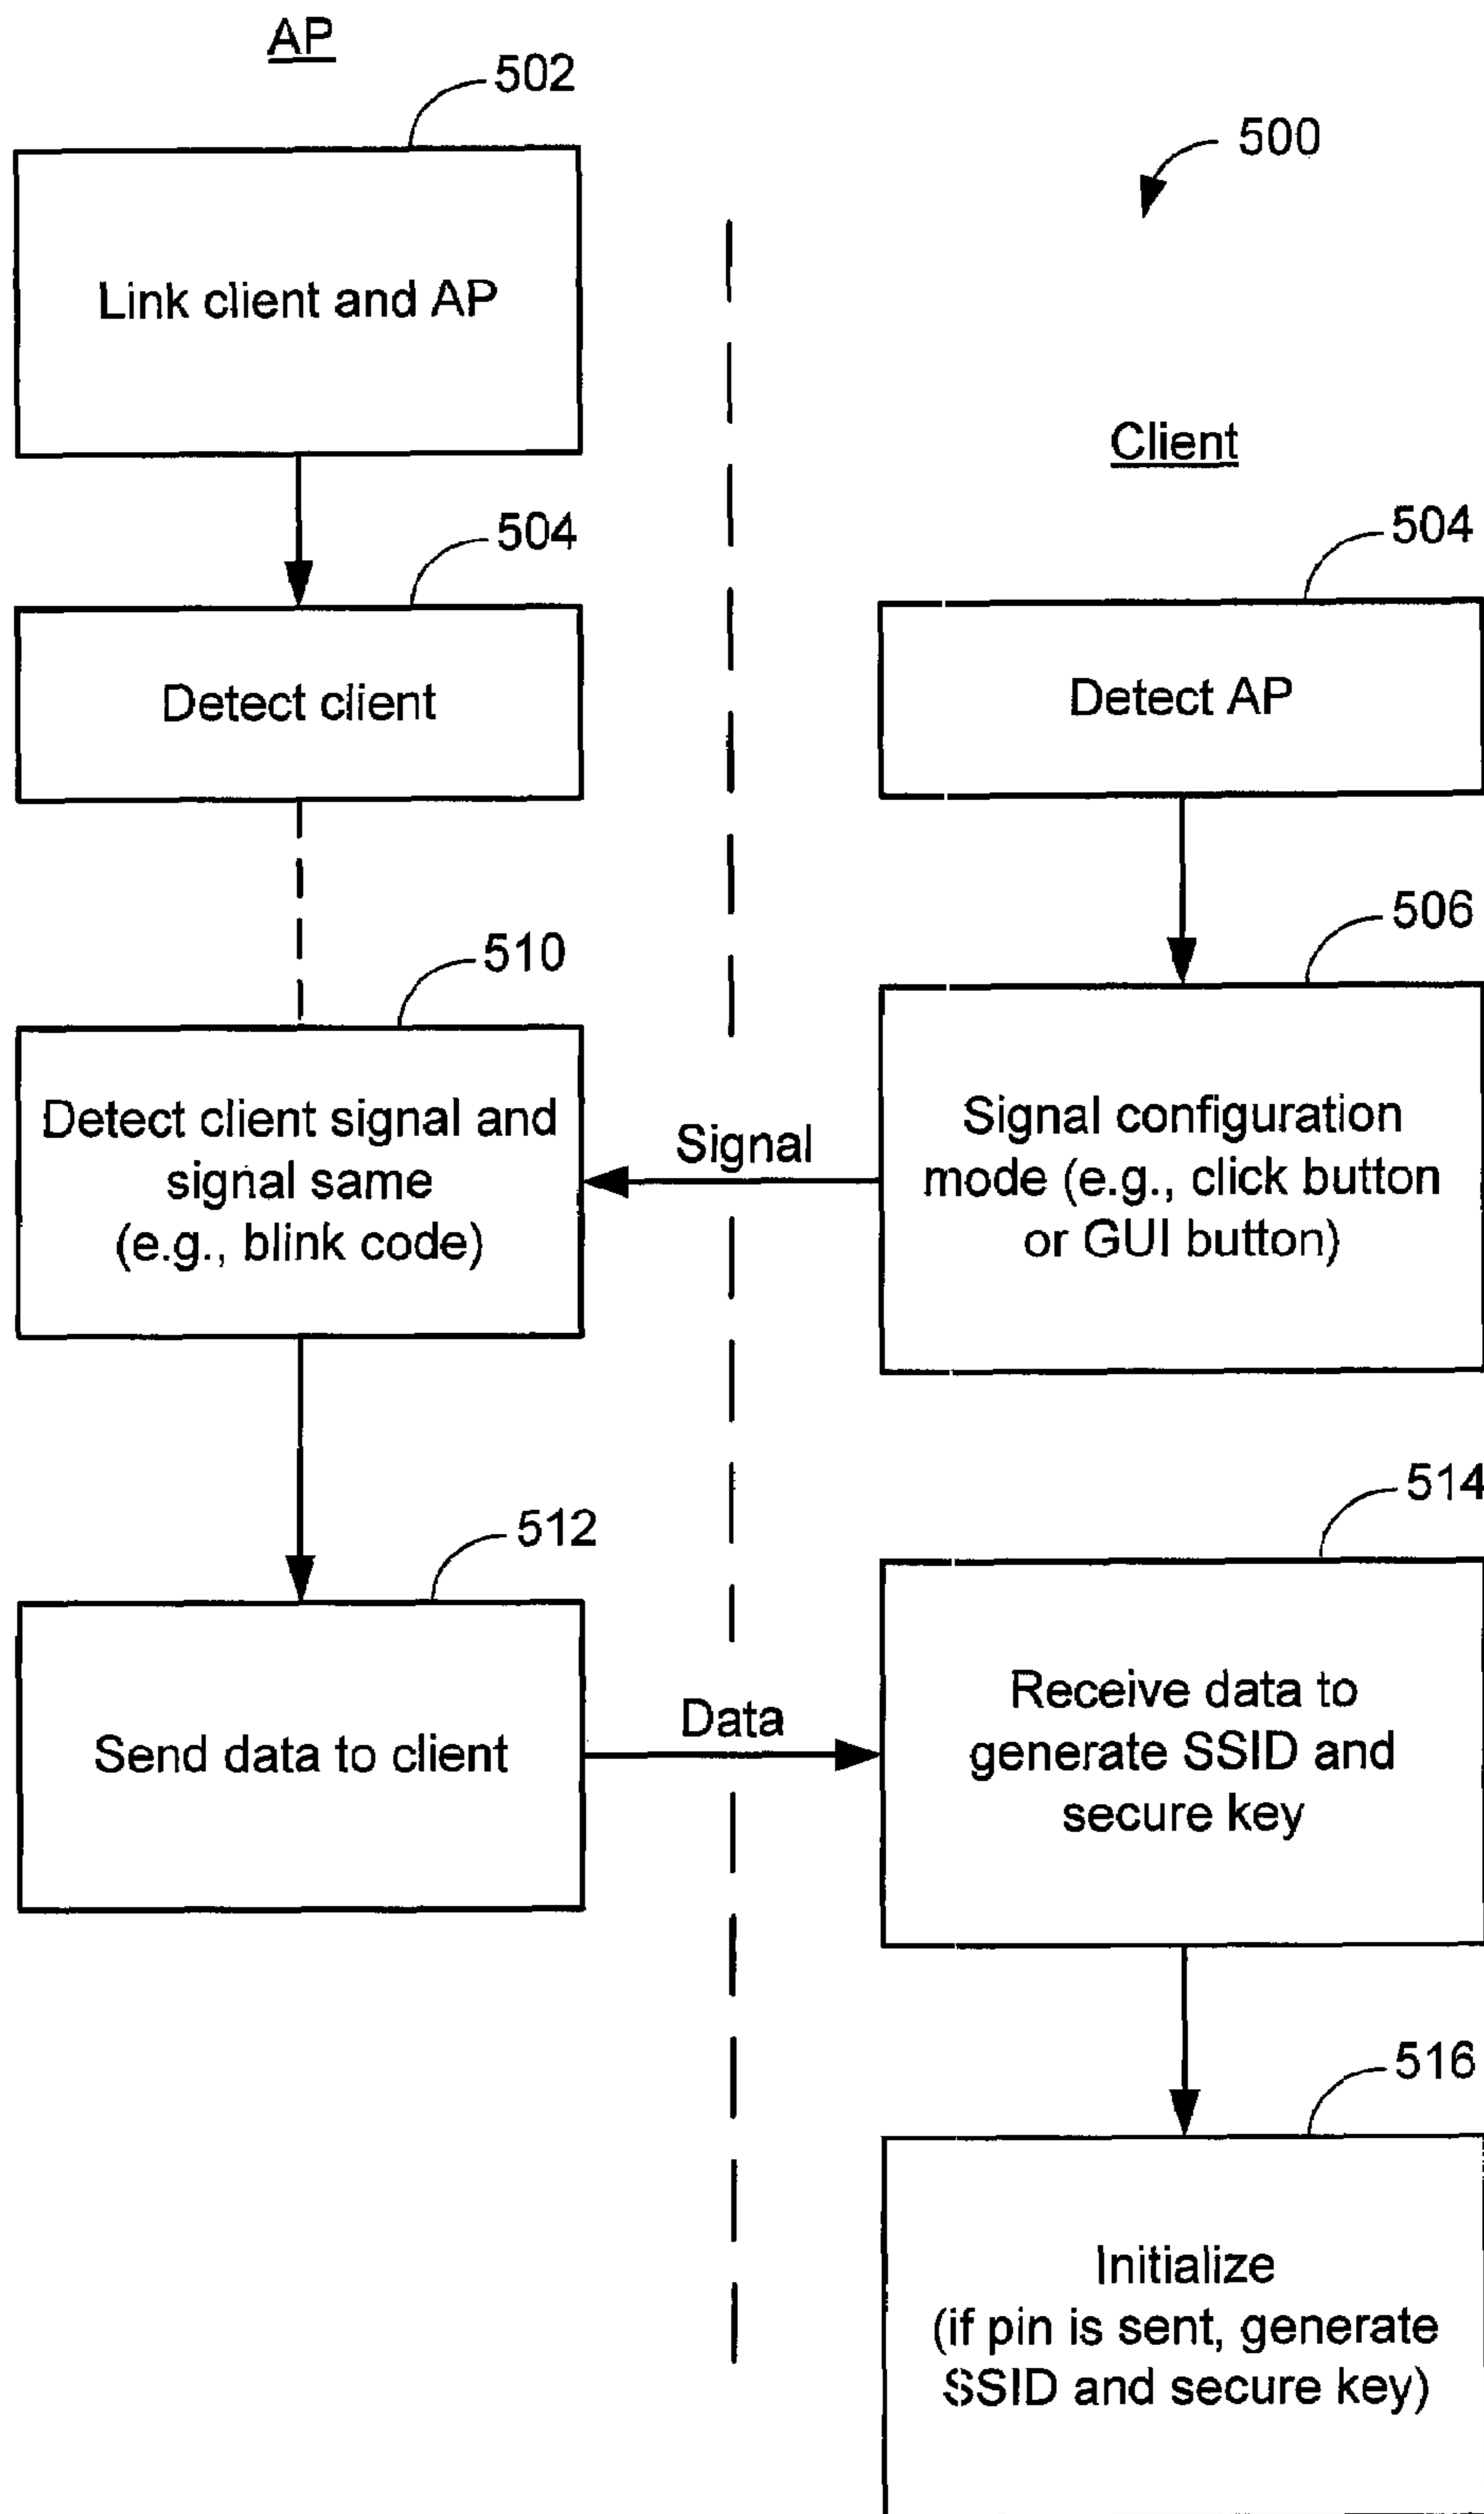 AP
502
500
Link client and AP
Client
504
504
Detect client
Detect AP
506
510
Detect client signal and
signal same
(e.g., blink code)
Signal
Signal configuration
mode (e.g., click button
or GUI button)
514
512
Send data to client
Data
Receive data to
generate SSID and
secure key
516
Initialize
(if pin is sent, generate
SSID and secure key)